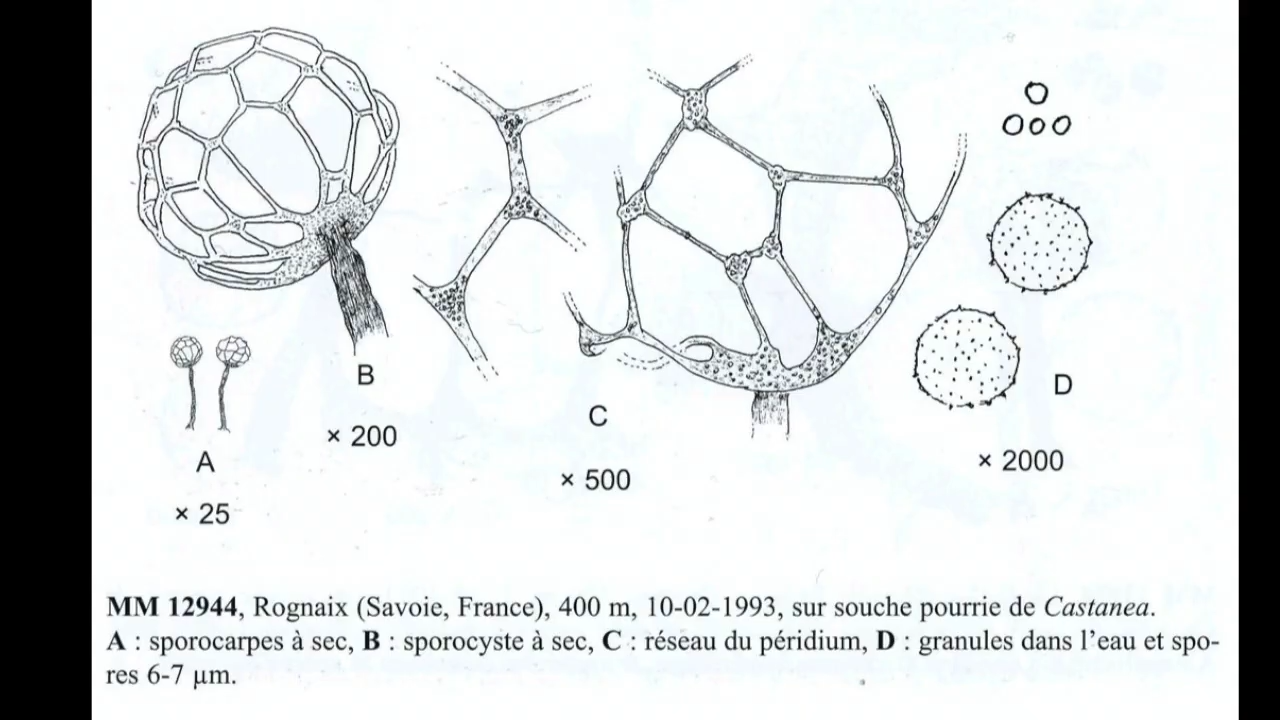 B
× 200
A
× 25
C
× 500
D
× 2000
MM 12944, Rognaix (Savoie, France), 400 m, 10-02-1993, sur souche pourrie de Castanea.
A : sporocarpes à sec, B : sporocyste à sec, C : réseau du péridium, D : granules dans l’eau et spo-
res 6-7 µm.